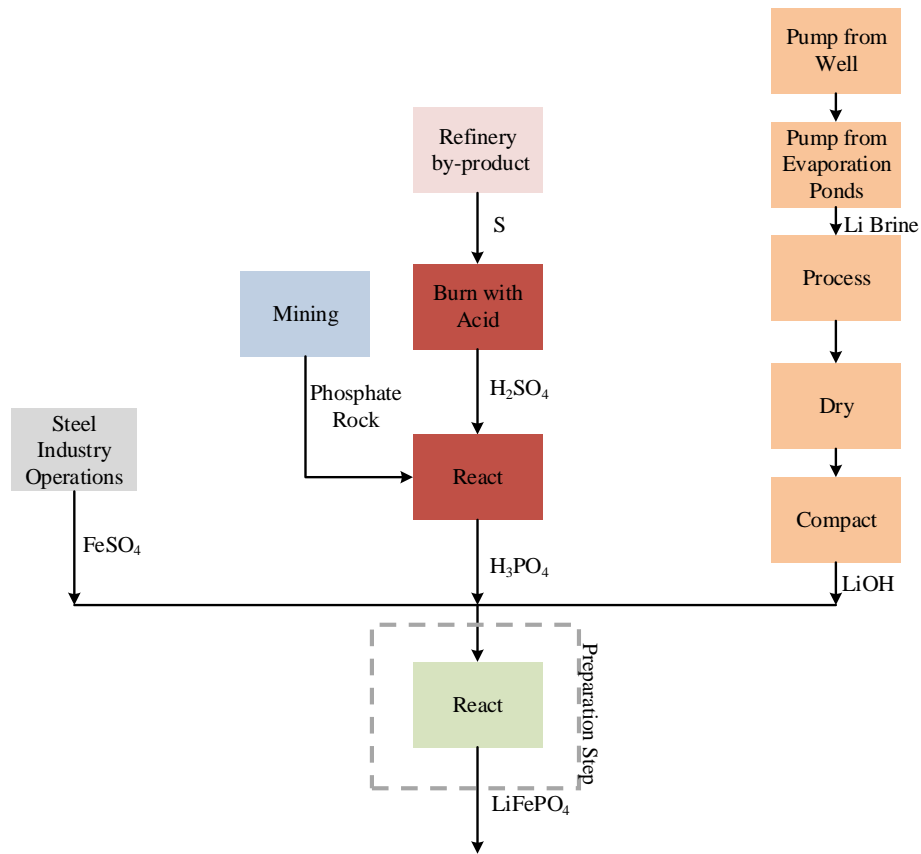 Pump from
Well
Refinery
by-product
Pump from
Evaporation
Ponds
S
Li Brine
Mining
Burn with
Acid
Process
Phosphate
Rock
H₂SO₄
Dry
Steel
Industry
Operations
React
Compact
FeSO₄
H₃PO₄
LiOH
React
Preparation Step
LiFePO₄